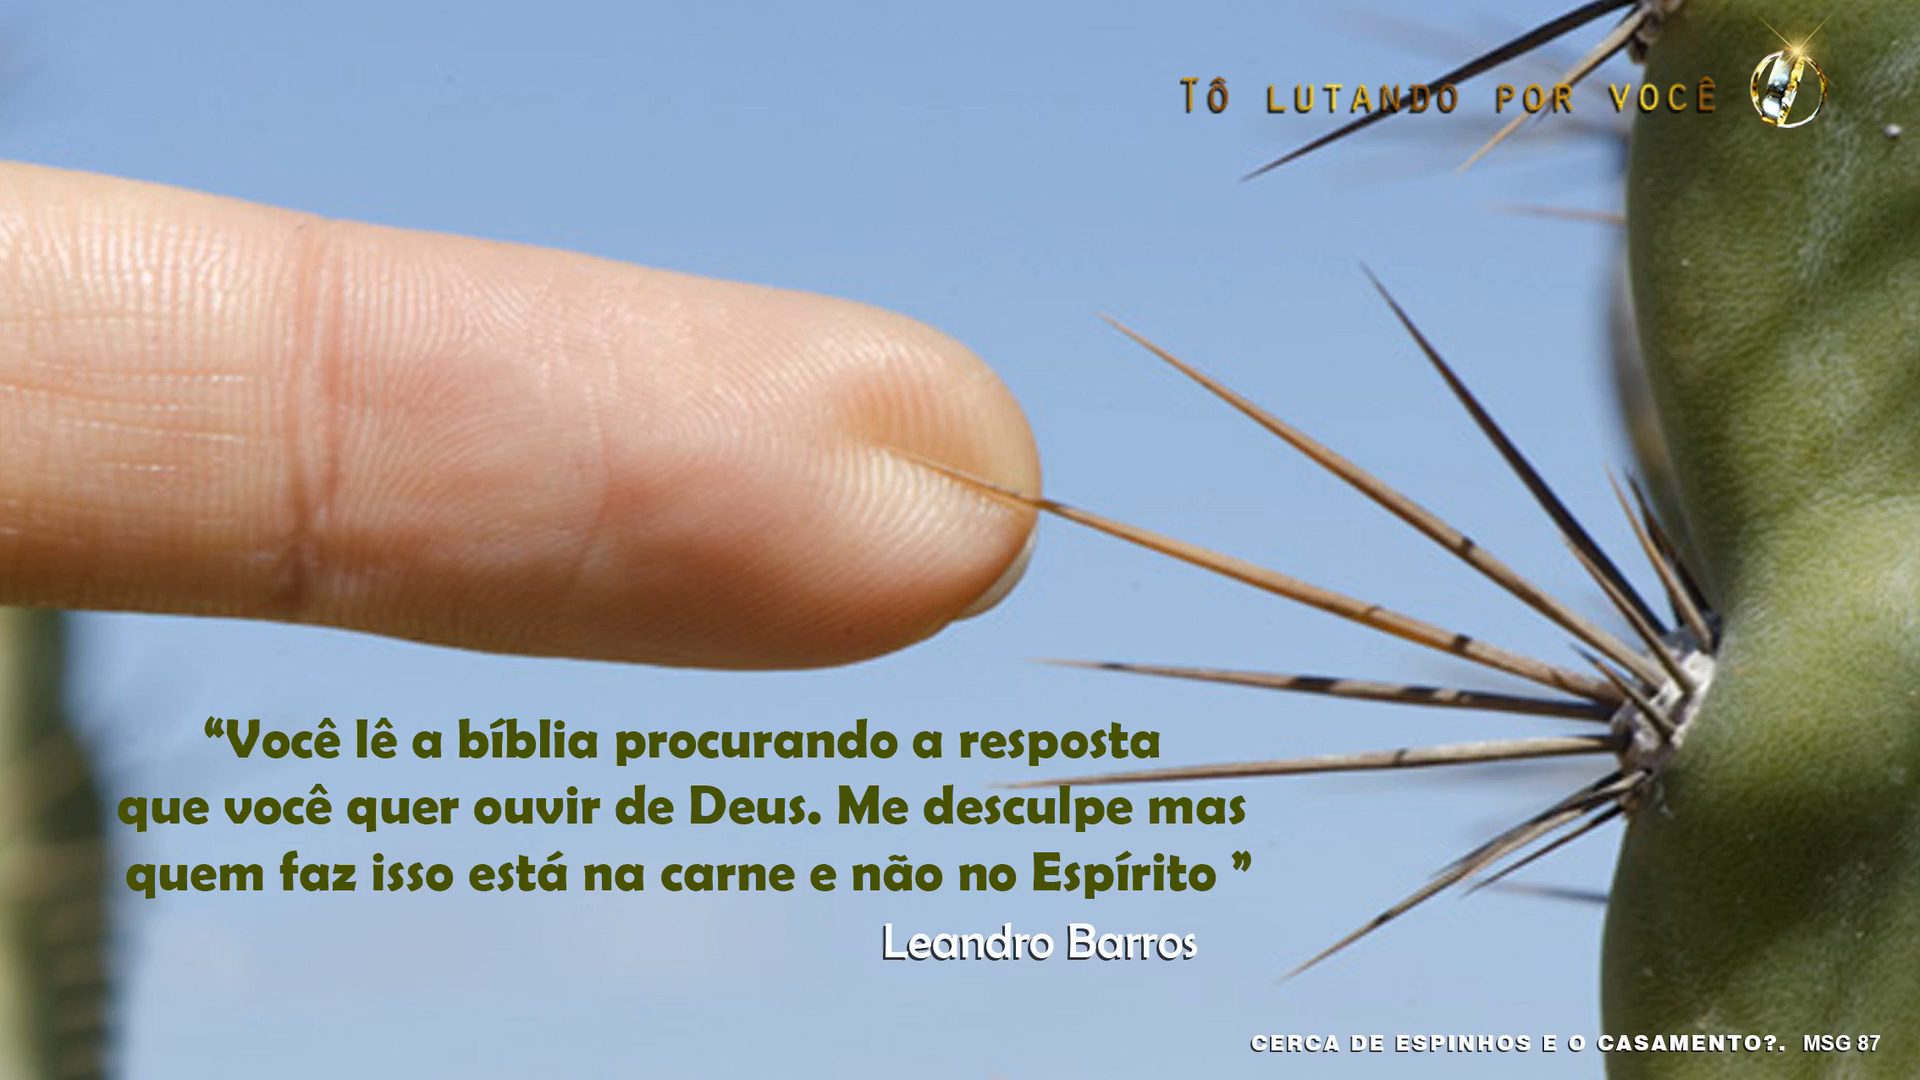 Tô LUTANDO POR VOCÊ
“Você lê a bíblia procurando a resposta
que você quer ouvir de Deus. Me desculpe mas
quem faz isso está na carne e não no Espírito ”
Leandro Barros
CERCA DE ESPINHOS E O CASAMENTO?. MSG 87